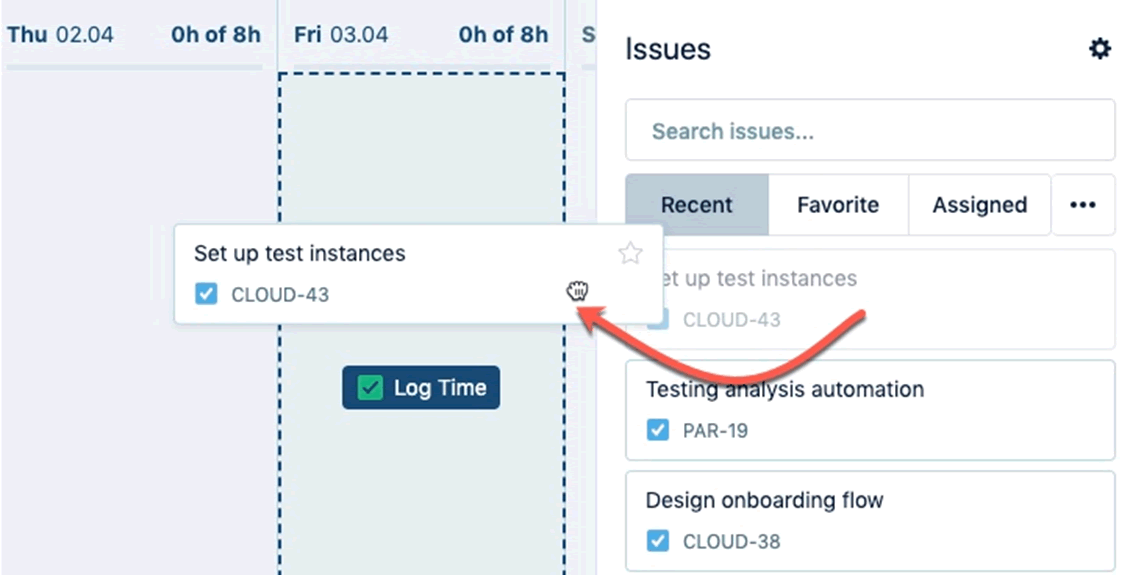 Thu 02.04 0h of 8h Fri 03.04 0h of 8h S
Issues
Search issues...
Recent Favorite Assigned
Set up test instances
CLOUD-43
et up test instances
CLOUD-43
Log Time
Testing analysis automation
PAR-19
Design onboarding flow
CLOUD-38